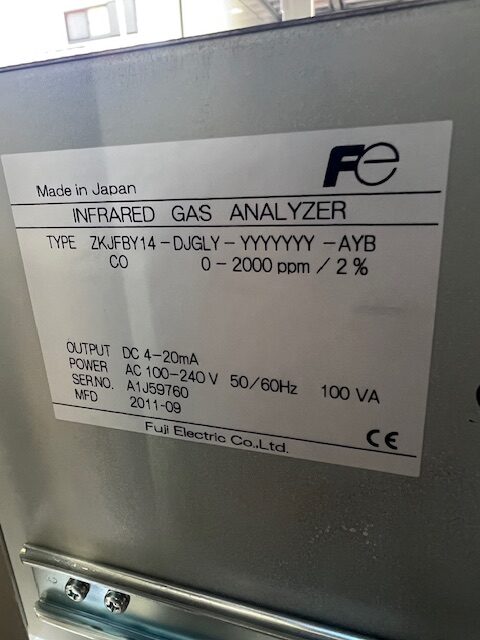 Fe
Made in Japan
INFRARED GAS ANALYZER
TYPE ZKJFBY14-DJGLY-YYYYYYY-AYB
CO 0-2000 ppm / 2%
OUTPUT DC 4-20mA
POWER AC 100-240 V 50/60Hz 100 VA
SER.NO. A1J59760
MFD 2011-09
Fuji Electric Co.,Ltd.
CE